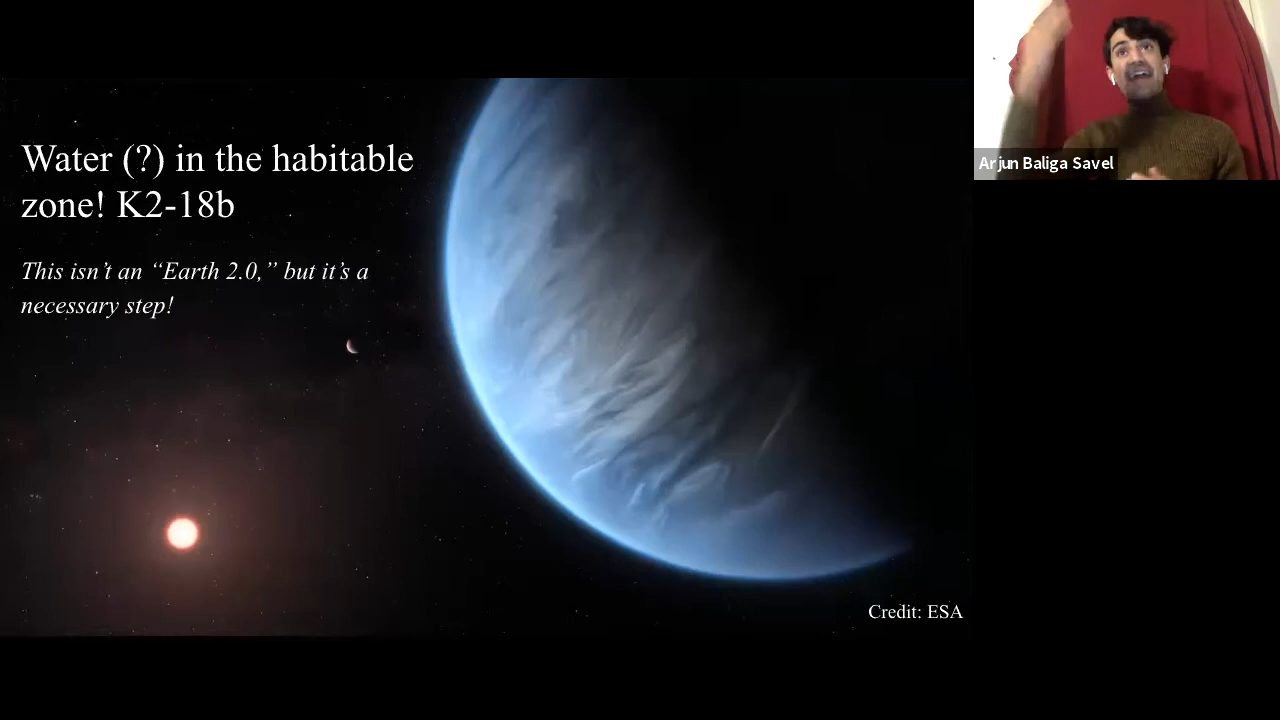 Water (?) in the habitable
zone! K2-18b
This isn’t an “Earth 2.0,” but it’s a
necessary step!
Credit: ESA
Arjun Baliga Savel